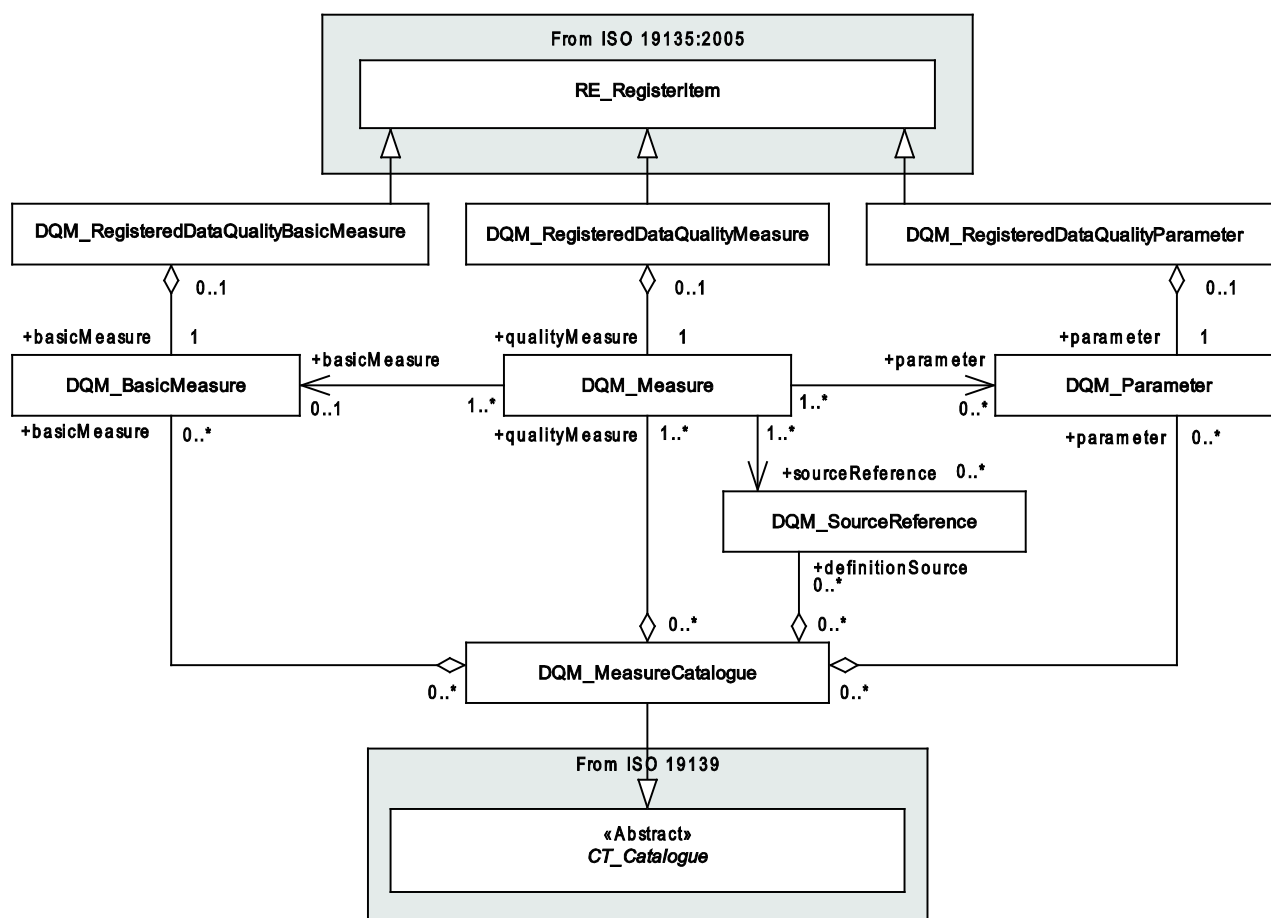 From ISO 19135:2005
RE_RegisterItem
DQM_RegisteredDataQualityBasicMeasure
DQM_RegisteredDataQualityMeasure
DQM_RegisteredDataQualityParameter
0..1
0..1
0..1
+basicMeasure
1
+qualityMeasure
1
+parameter
1
+basicMeasure
+parameter
DQM_BasicMeasure
DQM_Measure
DQM_Parameter
0..1
1..*
1..*
0..*
+basicMeasure
0..*
+qualityMeasure
1..*
1..*
+parameter
0..*
+sourceReference
0..*
DQM_SourceReference
+definitionSource
0..*
0..*
0..*
DQM_MeasureCatalogue
0..*
0..*
From ISO 19139
«Abstract»
CT_Catalogue